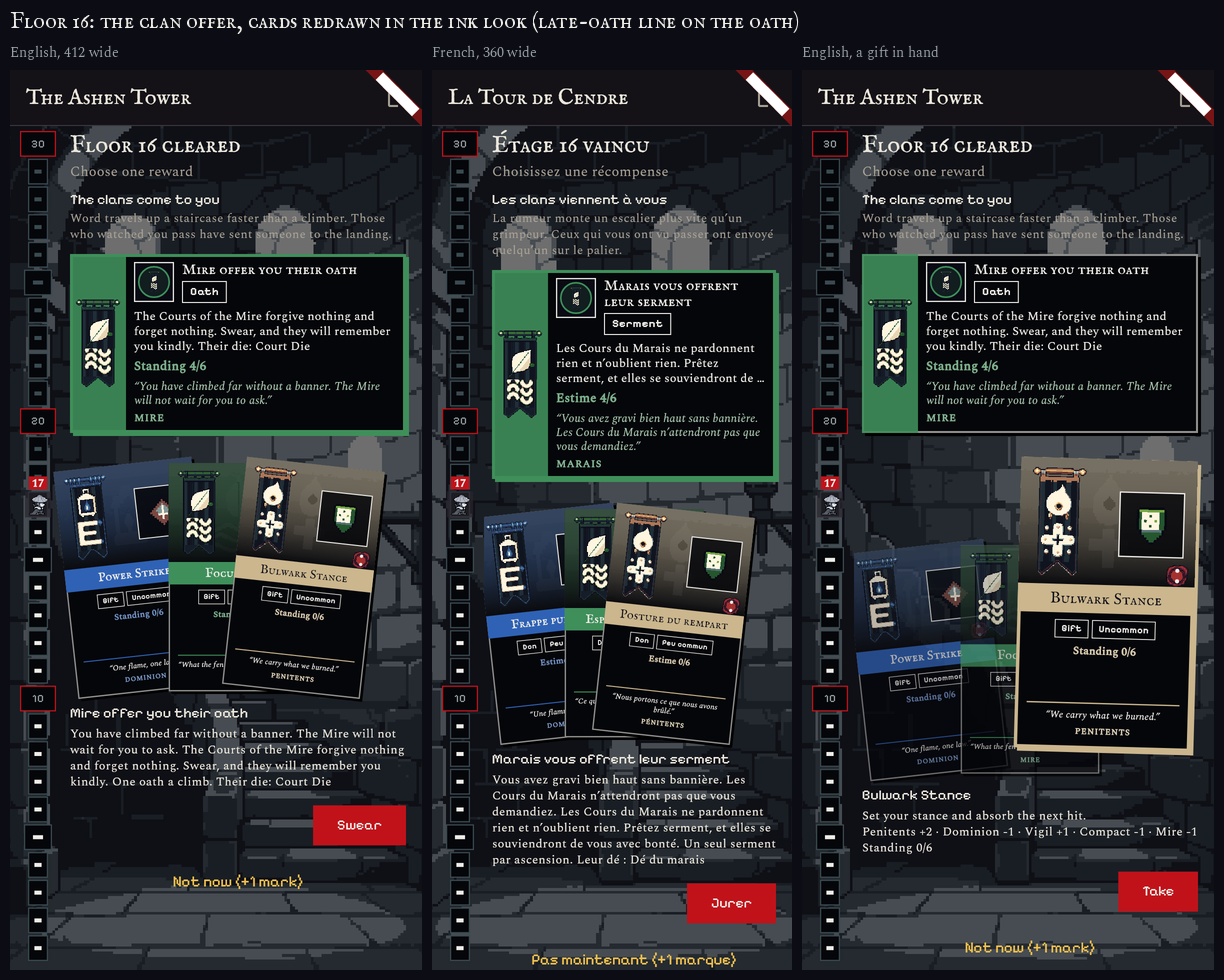 Floor 16: the clan offer, cards redrawn in the ink look (late-oath line on the oath)
English, 412 wide
The Ashen Tower
30
Floor 16 cleared
Choose one reward
The clans come to you
Word travels up a staircase faster than a climber. Those
who watched you pass have sent someone to the landing.
Mire offer you their oath
Oath
The Courts of the Mire forgive nothing and
forget nothing. Swear, and they will remember
you kindly. Their die: Court Die
Standing 4/6
“You have climbed far without a banner. The Mire
will not wait for you to ask.”
MIRE
20
17
E
Power Strike
Gift
Uncommon
Standing 0/6
DOMINION
Gift
Bulwark Stance
Gift
Uncommon
Standing 0/6
“We carry what we burned.”
PENITENTS
10
Mire offer you their oath
You have climbed far without a banner. The Mire will not
wait for you to ask. The Courts of the Mire forgive nothing
and forget nothing. Swear, and they will remember you
kindly. One oath a climb. Their die: Court Die
Swear
Not now (+1 mark)
French, 360 wide
La Tour de Cendre
30
Étage 16 vaincu
Choisissez une récompense
Les clans viennent à vous
La rumeur monte un escalier plus vite qu’un
grimpeur. Ceux qui vous ont vu passer ont envoyé
quelqu’un sur le palier.
Marais vous offrent
leur serment
Serment
Les Cours du Marais ne pardonnent
rien et n’oublient rien. Prêtez
serment, et elles se souviendront de …
Estime 4/6
“Vous avez gravi bien haut sans bannière.
Les Cours du Marais n’attendront pas que
vous demandiez.”
MARAIS
20
17
E
Frappe
Don
Posture du rempart
Don
Peu commun
Estime 0/6
“Nous portons ce que nous avons
brûlé.”
PÉNITENTS
10
Marais vous offrent leur serment
Vous avez gravi bien haut sans bannière. Les
Cours du Marais n’attendront pas que vous
demandiez. Les Cours du Marais ne pardonnent
rien et n’oublient rien. Prêtez serment, et elles se
souviendront de vous avec bonté. Un seul serment
par ascension. Leur dé : Dé du marais
Jurer
Pas maintenant (+1 marque)
English, a gift in hand
The Ashen Tower
30
Floor 16 cleared
Choose one reward
The clans come to you
Word travels up a staircase faster than a climber. Those
who watched you pass have sent someone to the landing.
Mire offer you their oath
Oath
The Courts of the Mire forgive nothing and
forget nothing. Swear, and they will remember
you kindly. Their die: Court Die
Standing 4/6
“You have climbed far without a banner. The Mire
will not wait for you to ask.”
MIRE
20
17
E
Power Strike
Gift
Uncommon
Standing 0/6
DOMINION
Gift
MIRE
Bulwark Stance
Gift
Uncommon
Standing 0/6
“We carry what we burned.”
PENITENTS
10
Bulwark Stance
Set your stance and absorb the next hit.
Penitents +2 · Dominion -1 · Vigil +1 · Compact -1 · Mire -1
Standing 0/6
Take
Not now (+1 mark)